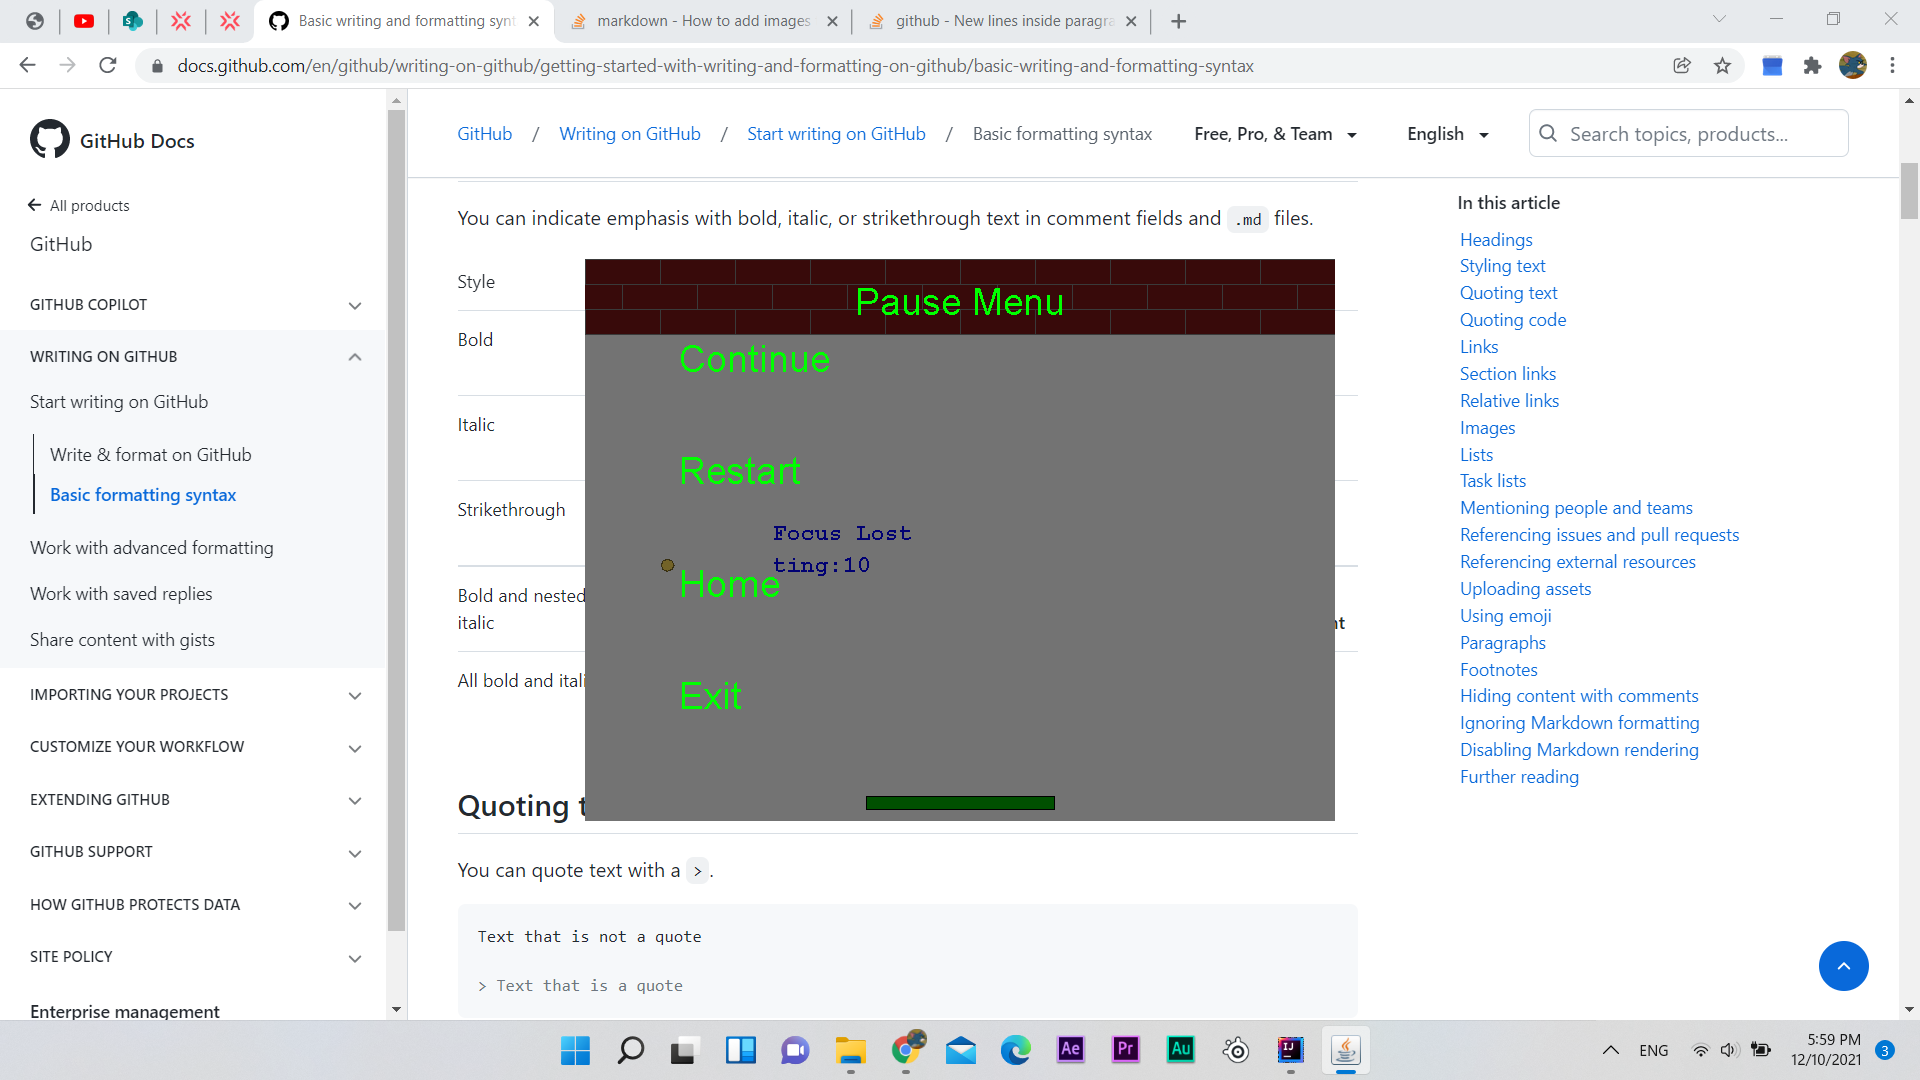 Basic writing and formatting synt
markdown - How to add images
github - New lines inside paragra
docs.github.com/en/github/writing-on-github/getting-started-with-writing-and-formatting-on-github/basic-writing-and-formatting-syntax
GitHub Docs
All products
GitHub
GITHUB COPILOT
WRITING ON GITHUB
Start writing on GitHub
Write & format on GitHub
Basic formatting syntax
Work with advanced formatting
Work with saved replies
Share content with gists
IMPORTING YOUR PROJECTS
CUSTOMIZE YOUR WORKFLOW
EXTENDING GITHUB
GITHUB SUPPORT
HOW GITHUB PROTECTS DATA
SITE POLICY
Enterprise management
GitHub / Writing on GitHub / Start writing on GitHub / Basic formatting syntax
Free, Pro, & Team
English
Search topics, products...
You can indicate emphasis with bold, italic, or strikethrough text in comment fields and .md files.
Style
Bold
Italic
Strikethrough
Bold and nested
italic
nt
All bold and itali
Pause Menu
Continue
Restart
Focus Lost
ting:10
Home
Exit
Quoting t
You can quote text with a > .
Text that is not a quote
> Text that is a quote
In this article
Headings
Styling text
Quoting text
Quoting code
Links
Section links
Relative links
Images
Lists
Task lists
Mentioning people and teams
Referencing issues and pull requests
Referencing external resources
Uploading assets
Using emoji
Paragraphs
Footnotes
Hiding content with comments
Ignoring Markdown formatting
Disabling Markdown rendering
Further reading
Ae
Pr
Au
IJ
ENG
5:59 PM
12/10/2021
3